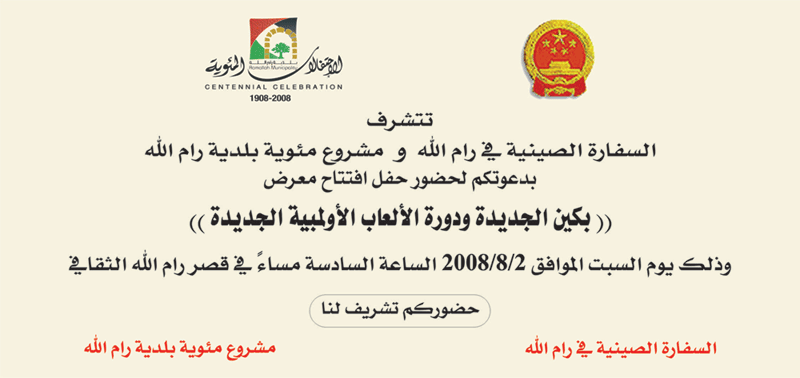 الاحتفالات المئوية
Ramallah Municipality
CENTENNIAL CELEBRATION
1908-2008
تتشرف
السفارة الصينية في رام الله و مشروع مئوية بلدية رام الله
بدعوتكم لحضور حفل افتتاح معرض
(( بكين الجديدة ودورة الألعاب الأولمبية الجديدة ))
وذلك يوم السبت الموافق 2008/8/2 الساعة السادسة مساءً في قصر رام الله الثقافي
حضوركم تشريف لنا
السفارة الصينية في رام الله
مشروع مئوية بلدية رام الله